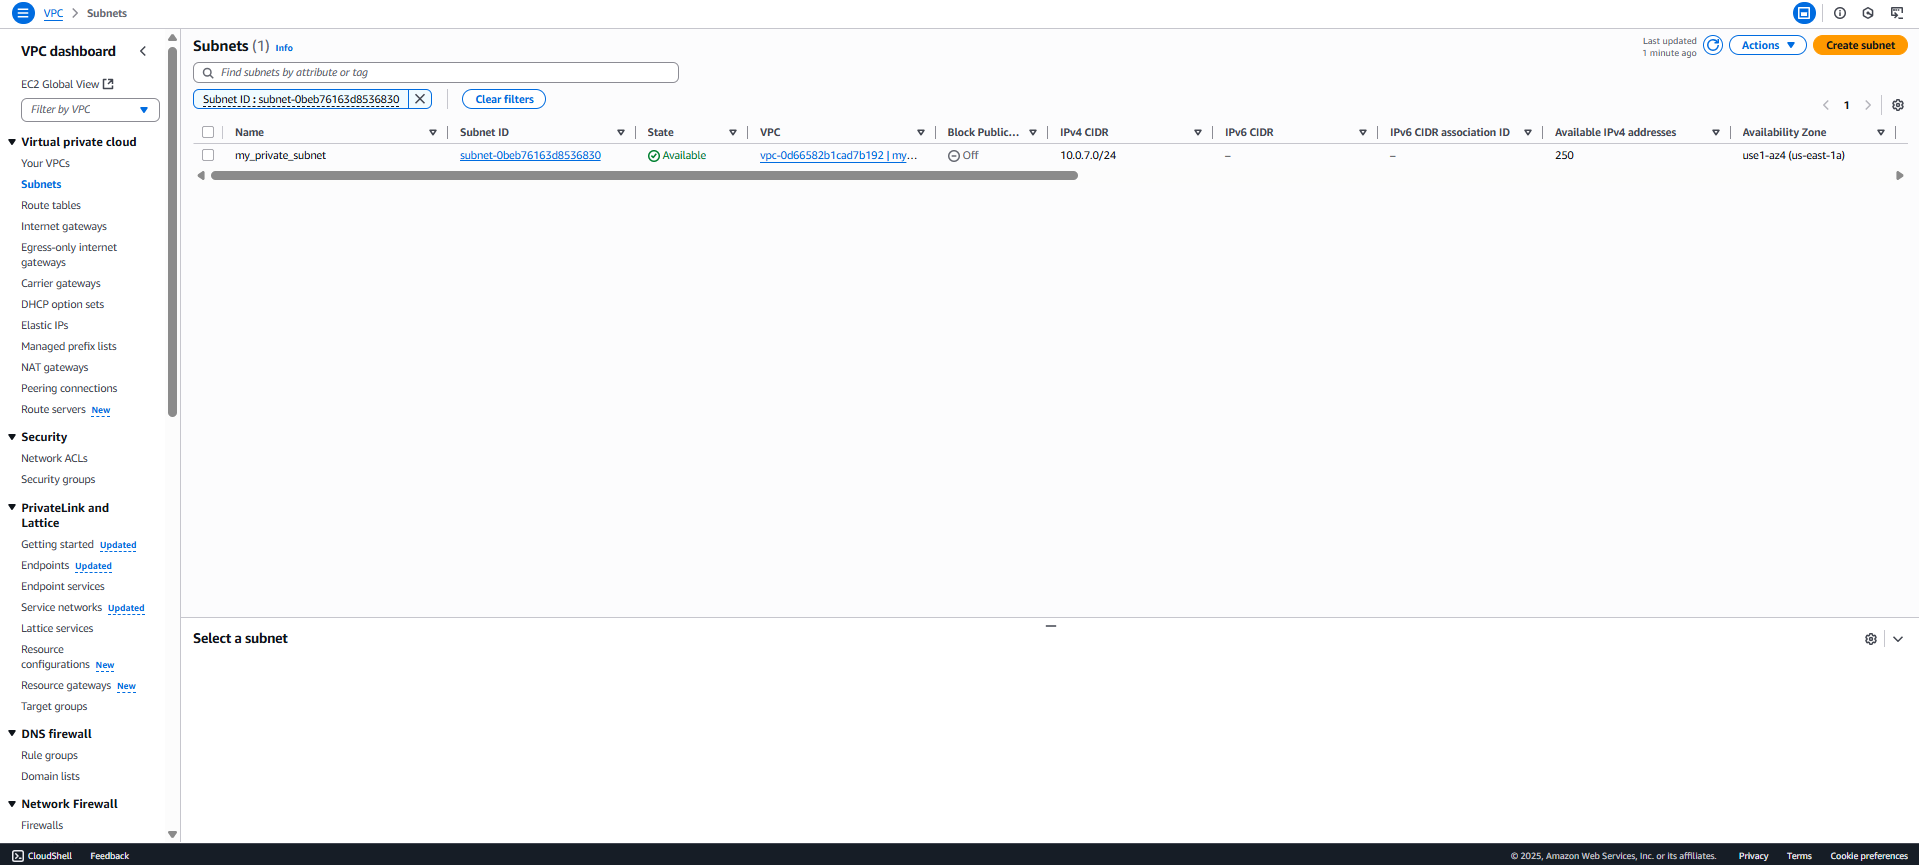 VPC > Subnets
VPC dashboard
EC2 Global View
Filter by VPC
Virtual private cloud
Your VPCs
Subnets
Route tables
Internet gateways
Egress-only internet
gateways
Carrier gateways
DHCP option sets
Elastic IPs
Managed prefix lists
NAT gateways
Peering connections
Route servers New
Security
Network ACLs
Security groups
PrivateLink and
Lattice
Getting started Updated
Endpoints Updated
Endpoint services
Service networks Updated
Lattice services
Resource
configurations New
Resource gateways New
Target groups
DNS firewall
Rule groups
Domain lists
Network Firewall
Firewalls
Subnets (1) Info
Last updated
1 minute ago
Actions
Create subnet
Find subnets by attribute or tag
Subnet ID : subnet-0beb76163d8536830
Clear filters
1
Name Subnet ID State VPC Block Public... IPv4 CIDR IPv6 CIDR IPv6 CIDR association ID Available IPv4 addresses Availability Zone
my_private_subnet subnet-0beb76163d8536830 Available vpc-0d66582b1cad7b192 | my... Off 10.0.7.0/24 – – 250 use1-az4 (us-east-1a)
Select a subnet
CloudShell Feedback © 2025, Amazon Web Services, Inc. or its affiliates. Privacy Terms Cookie preferences